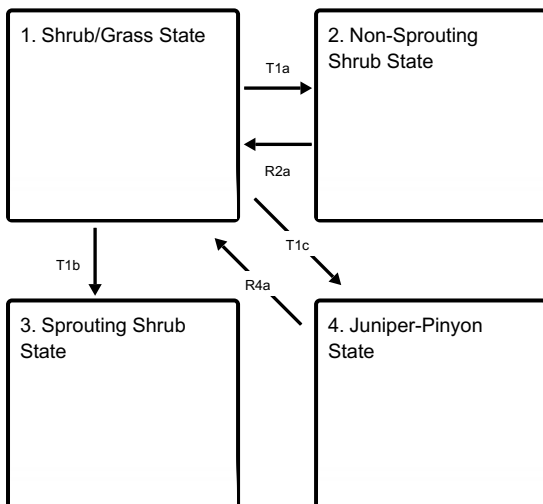 1. Shrub/Grass State
2. Non-Sprouting
Shrub State
T1a
R2a
T1c
T1b
R4a
3. Sprouting Shrub
State
4. Juniper-Pinyon
State